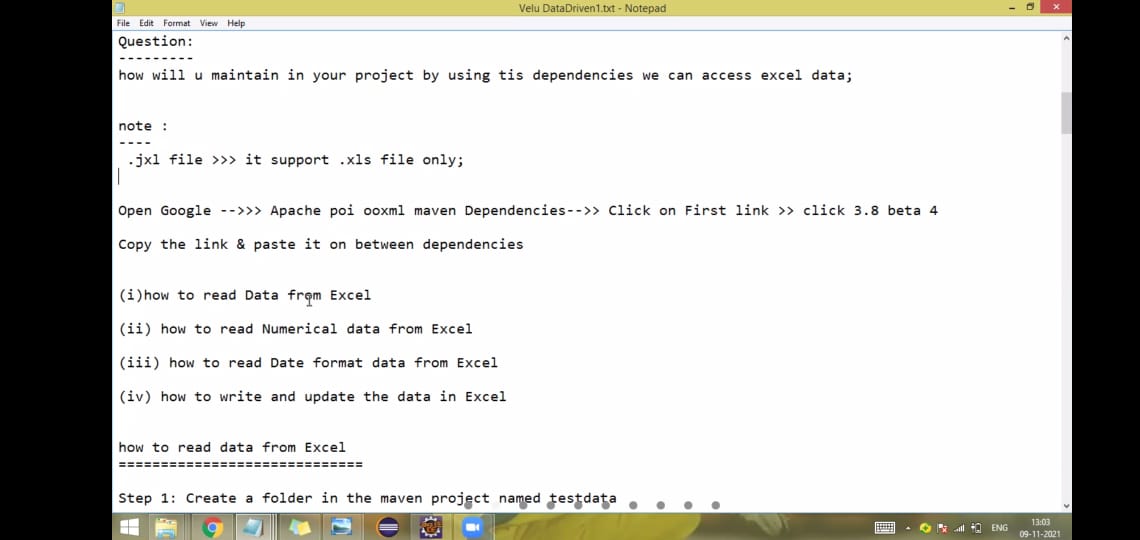 Velu DataDriven1.txt - Notepad
File Edit Format View Help
Question:
---------
how will u maintain in your project by using tis dependencies we can access excel data;
note :
----
.jxl file >>> it support .xls file only;
Open Google -->>> Apache poi ooxml maven Dependencies-->> Click on First link >> click 3.8 beta 4
Copy the link & paste it on between dependencies
(i)how to read Data from Excel
(ii) how to read Numerical data from Excel
(iii) how to read Date format data from Excel
(iv) how to write and update the data in Excel
how to read data from Excel
=============================
Step 1: Create a folder in the maven project named testdata
ENG
13:03
09-11-2021